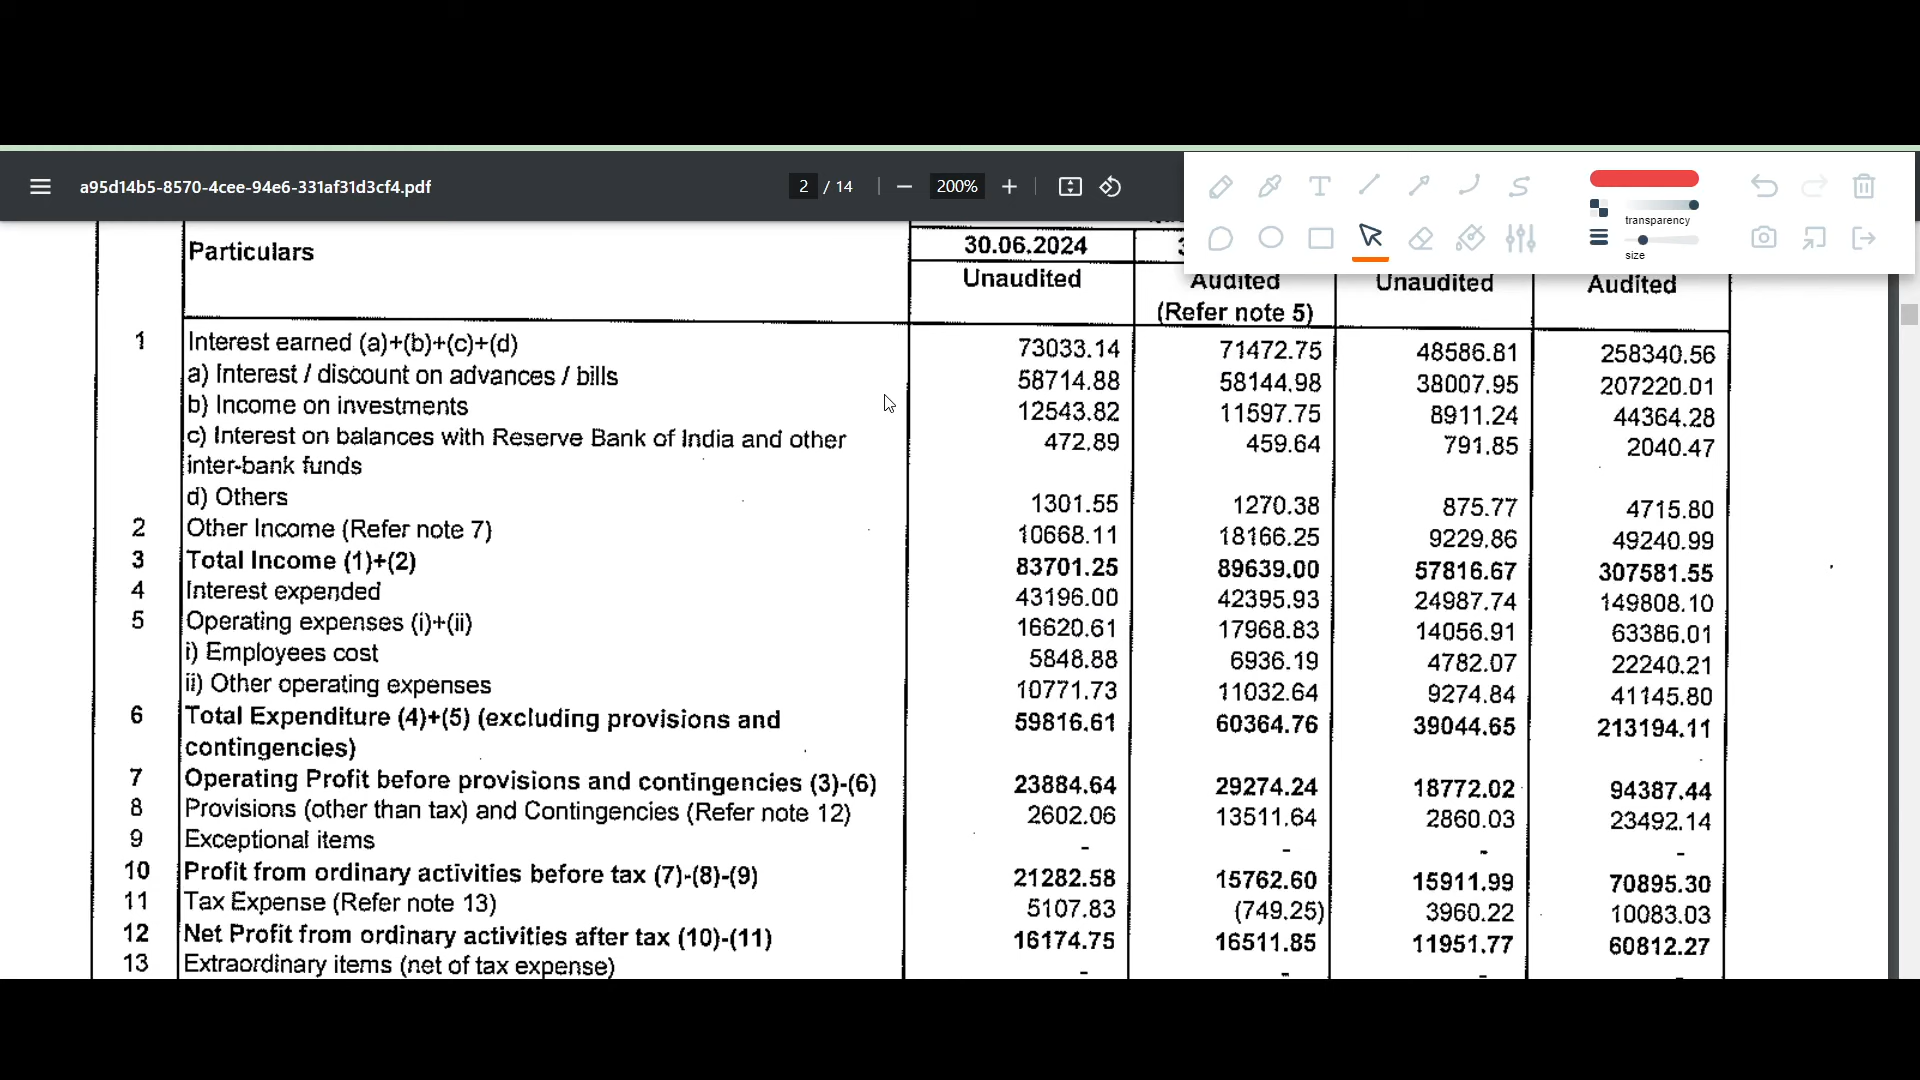 a95d14b5-8570-4cee-94e6-331af31d3cf4.pdf
2 / 14
200%
transparency
size
Particulars
30.06.2024
Unaudited
Audited
(Refer note 5)
Unaudited
Audited
1 Interest earned (a)+(b)+(c)+(d) 73033.14 71472.75 48586.81 258340.56
a) Interest / discount on advances / bills 58714.88 58144.98 38007.95 207220.01
b) Income on investments 12543.82 11597.75 8911.24 44364.28
c) Interest on balances with Reserve Bank of India and other 472.89 459.64 791.85 2040.47
inter-bank funds
d) Others 1301.55 1270.38 875.77 4715.80
2 Other Income (Refer note 7) 10668.11 18166.25 9229.86 49240.99
3 Total Income (1)+(2) 83701.25 89639.00 57816.67 307581.55
4 Interest expended 43196.00 42395.93 24987.74 149808.10
5 Operating expenses (i)+(ii) 16620.61 17968.83 14056.91 63386.01
i) Employees cost 5848.88 6936.19 4782.07 22240.21
ii) Other operating expenses 10771.73 11032.64 9274.84 41145.80
6 Total Expenditure (4)+(5) (excluding provisions and 59816.61 60364.76 39044.65 213194.11
contingencies)
7 Operating Profit before provisions and contingencies (3)-(6) 23884.64 29274.24 18772.02 94387.44
8 Provisions (other than tax) and Contingencies (Refer note 12) 2602.06 13511.64 2860.03 23492.14
9 Exceptional items - - - -
10 Profit from ordinary activities before tax (7)-(8)-(9) 21282.58 15762.60 15911.99 70895.30
11 Tax Expense (Refer note 13) 5107.83 (749.25) 3960.22 10083.03
12 Net Profit from ordinary activities after tax (10)-(11) 16174.75 16511.85 11951.77 60812.27
13 Extraordinary items (net of tax expense) - - - -